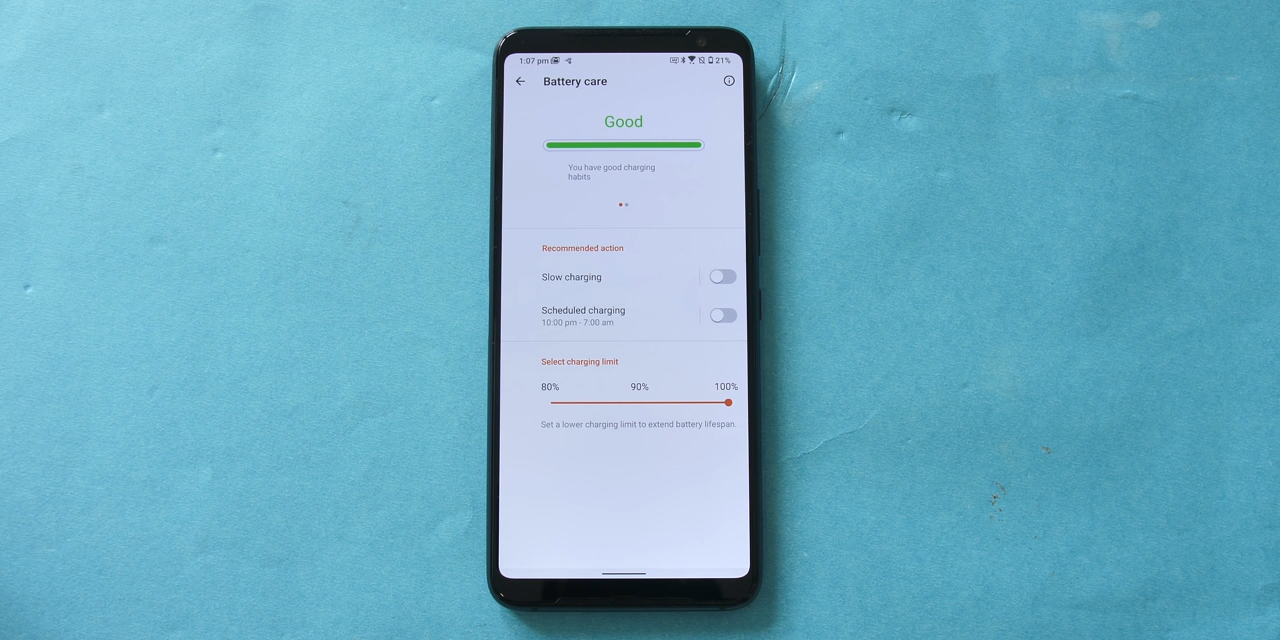 1:07 pm 21%
Battery care
Good
You have good charging
habits
Recommended action
Slow charging
Scheduled charging
10:00 pm - 7:00 am
Select charging limit
80% 90% 100%
Set a lower charging limit to extend battery lifespan.